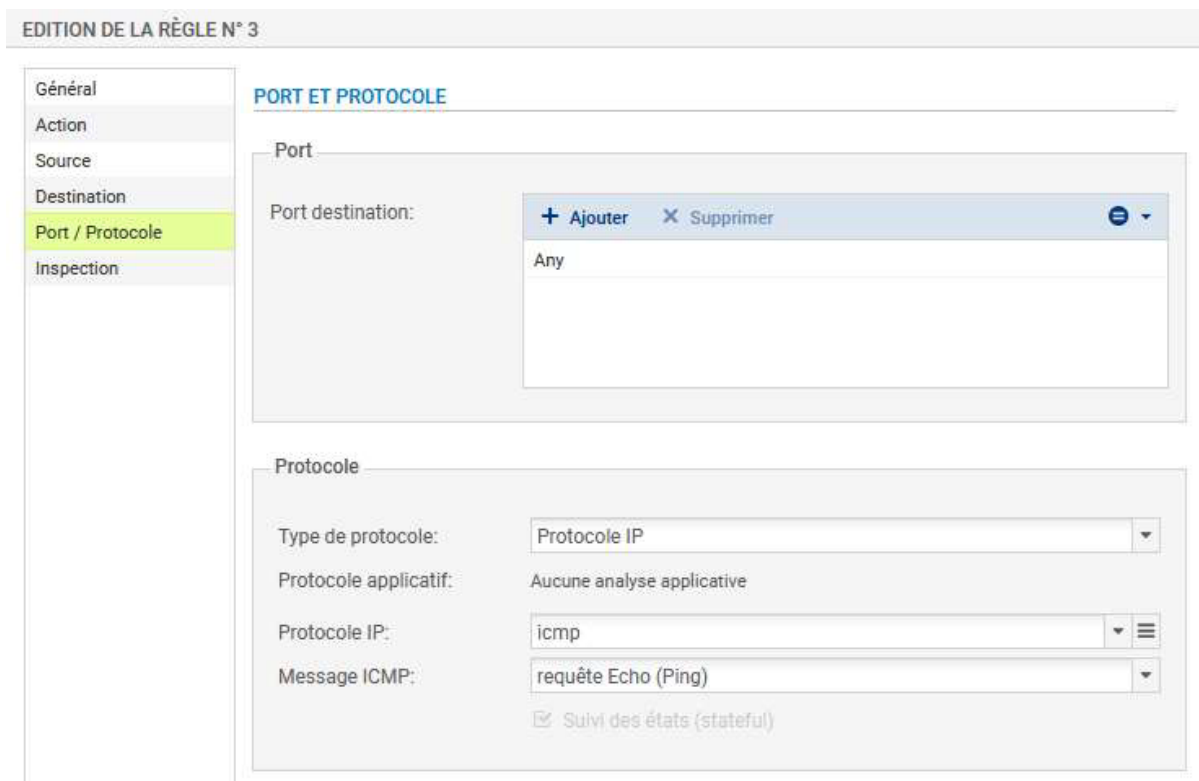 EDITION DE LA RÈGLE N° 3
Général
Action
Source
Destination
Port / Protocole
Inspection
PORT ET PROTOCOLE
Port
Port destination:
+ Ajouter
× Supprimer
Any
Protocole
Type de protocole:
Protocole IP
Protocole applicatif:
Aucune analyse applicative
Protocole IP:
icmp
Message ICMP:
requête Echo (Ping)
Suivi des états (stateful)